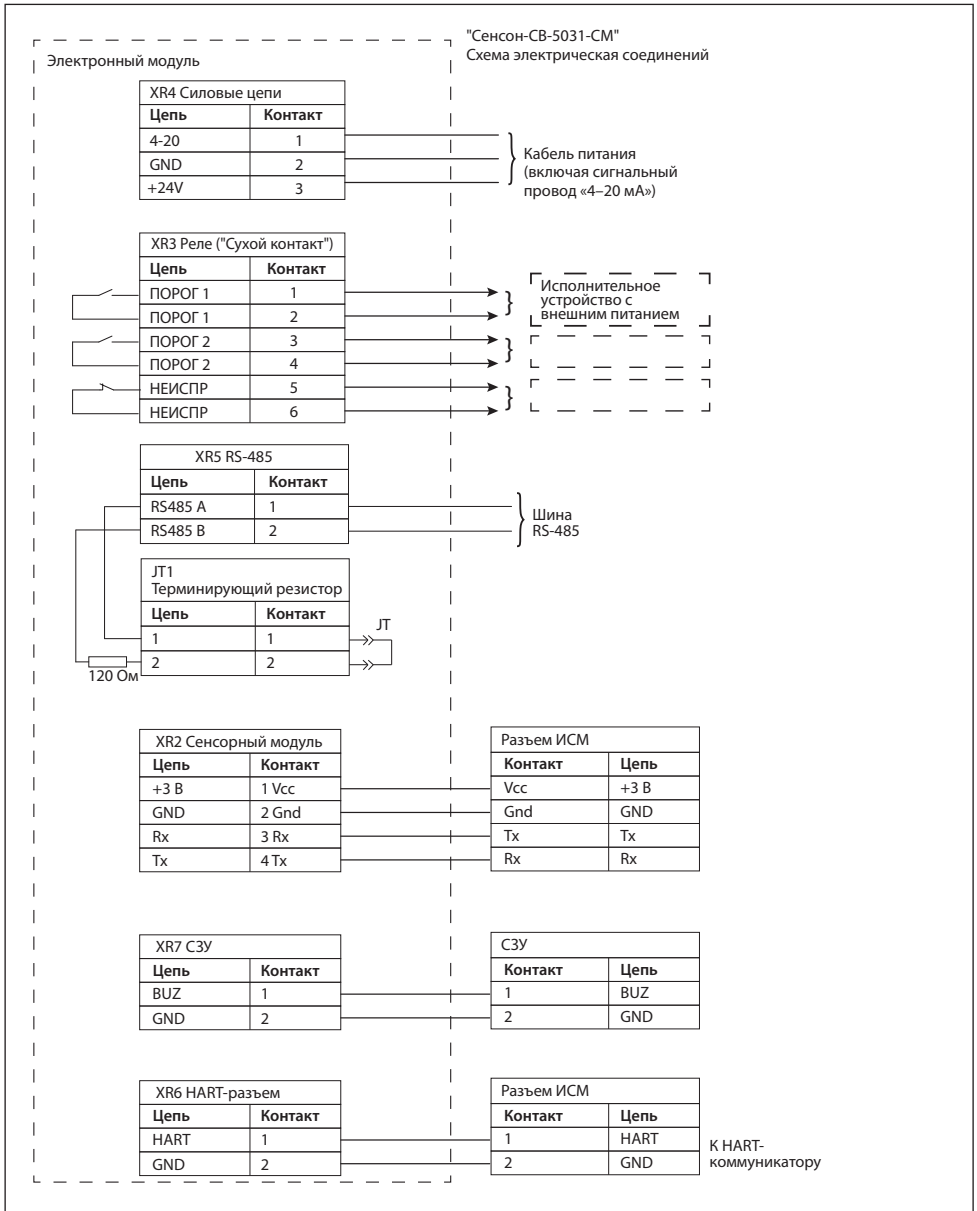 "Сенсон-СВ-5031-СМ"
Схема электрическая соединений
Электронный модуль
XR4 Силовые цепи
Цепь Контакт
4-20 1
GND 2
+24V 3
Кабель питания
(включая сигнальный
провод «4–20 мА»)
XR3 Реле ("Сухой контакт")
Цепь Контакт
ПОРОГ 1 1
ПОРОГ 1 2
ПОРОГ 2 3
ПОРОГ 2 4
НЕИСПР 5
НЕИСПР 6
Исполнительное
устройство с
внешним питанием
XR5 RS-485
Цепь Контакт
RS485 A 1
RS485 B 2
Шина
RS-485
JT1
Терминирующий резистор
Цепь Контакт
1 1
2 2
JT
120 Ом
XR2 Сенсорный модуль
Цепь Контакт
+3 В 1 Vcc
GND 2 Gnd
Rx 3 Rx
Tx 4 Tx
Разъем ИСМ
Контакт Цепь
Vcc +3 В
Gnd GND
Tx Tx
Rx Rx
XR7 СЗУ
Цепь Контакт
BUZ 1
GND 2
СЗУ
Контакт Цепь
1 BUZ
2 GND
XR6 HART-разъем
Цепь Контакт
HART 1
GND 2
Разъем ИСМ
Контакт Цепь
1 HART
2 GND
К HART-
коммуникатору